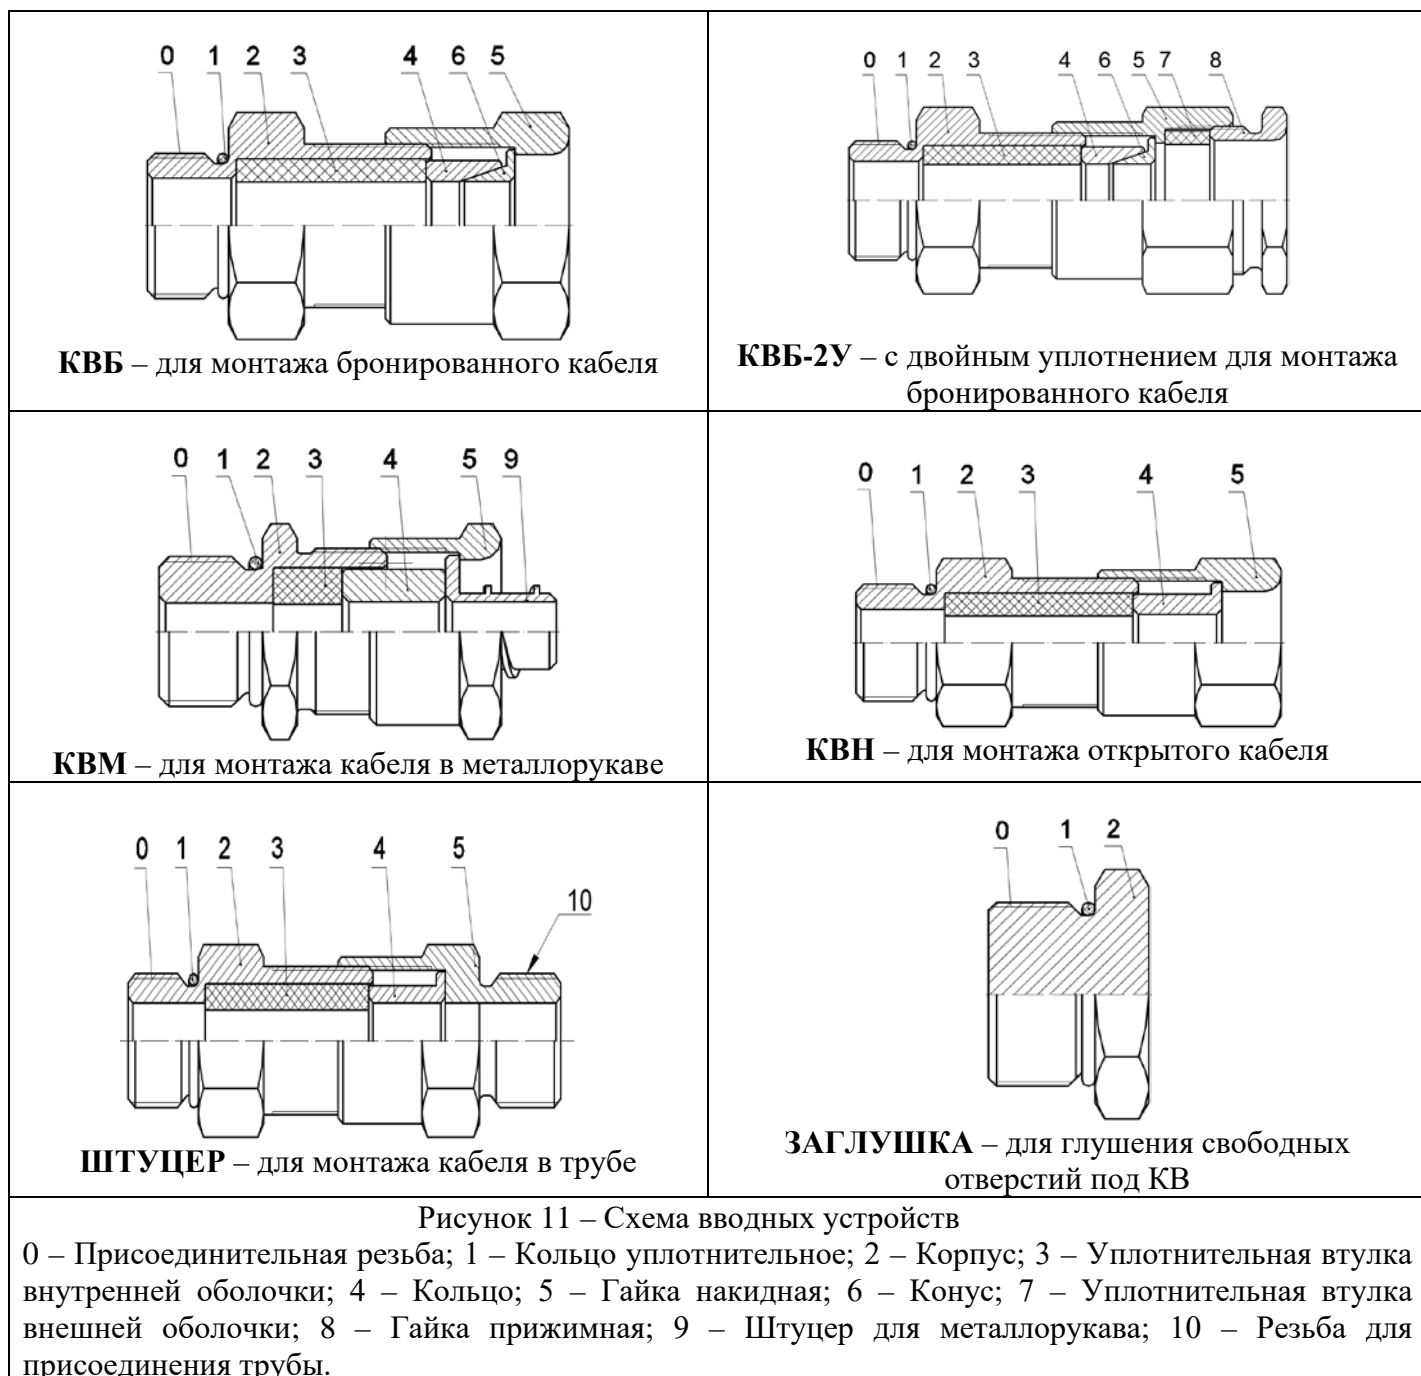 0 1 2 3 4 6 5
КВБ – для монтажа бронированного кабеля
0 1 2 3 4 6 5 7 8
КВБ-2У – с двойным уплотнением для монтажа
бронированного кабеля
0 1 2 3 4 5 9
КВМ – для монтажа кабеля в металлорукаве
0 1 2 3 4 5
КВН – для монтажа открытого кабеля
0 1 2 3 4 5
10
ШТУЦЕР – для монтажа кабеля в трубе
0 1 2
ЗАГЛУШКА – для глушения свободных
отверстий под КВ
Рисунок 11 – Схема вводных устройств
0 – Присоединительная резьба; 1 – Кольцо уплотнительное; 2 – Корпус; 3 – Уплотнительная втулка
внутренней оболочки; 4 – Кольцо; 5 – Гайка накидная; 6 – Конус; 7 – Уплотнительная втулка
внешней оболочки; 8 – Гайка прижимная; 9 – Штуцер для металлорукава; 10 – Резьба для
присоединения трубы.